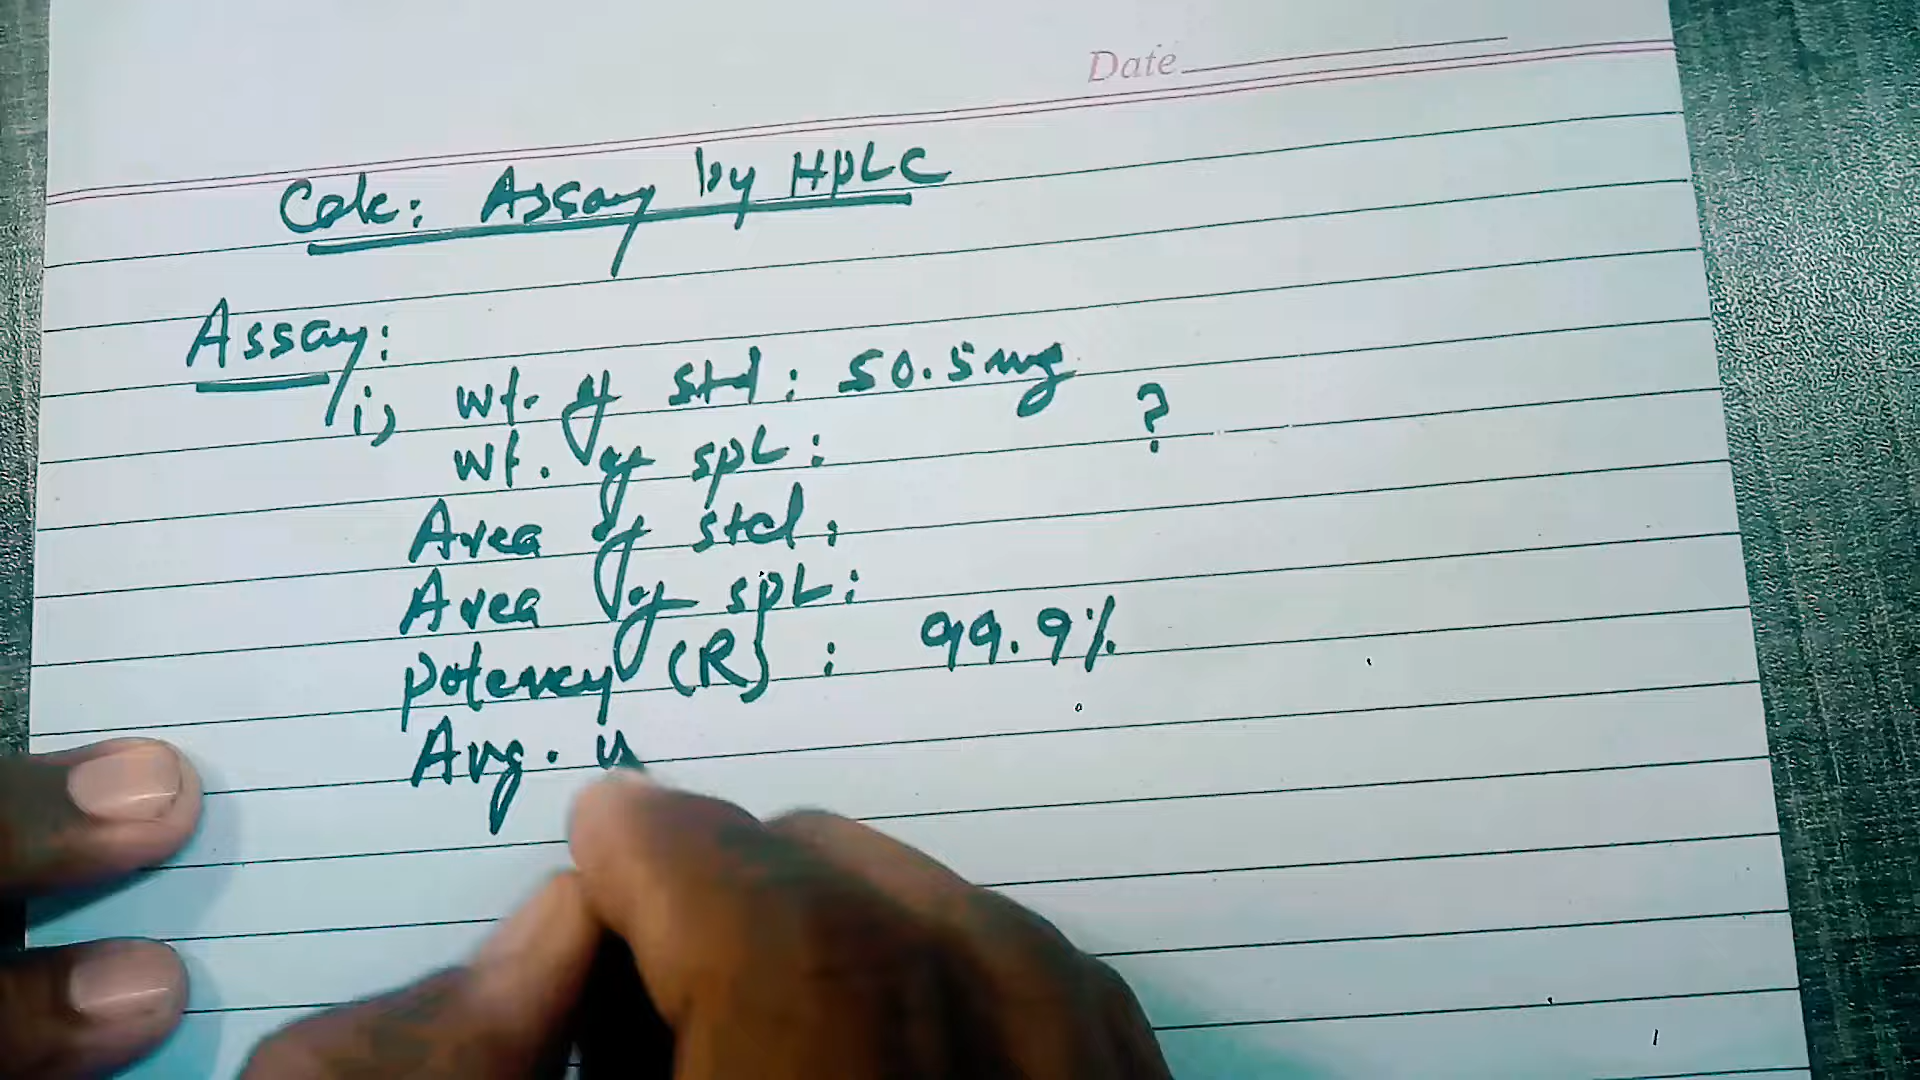 Date
Calc: Assay by HPLC
Assay:
i) Wt. of Std: 50.5mg
?
Wt. of spL:
Area of std:
Area of spL:
potency (R) : 99.9%
Avg.